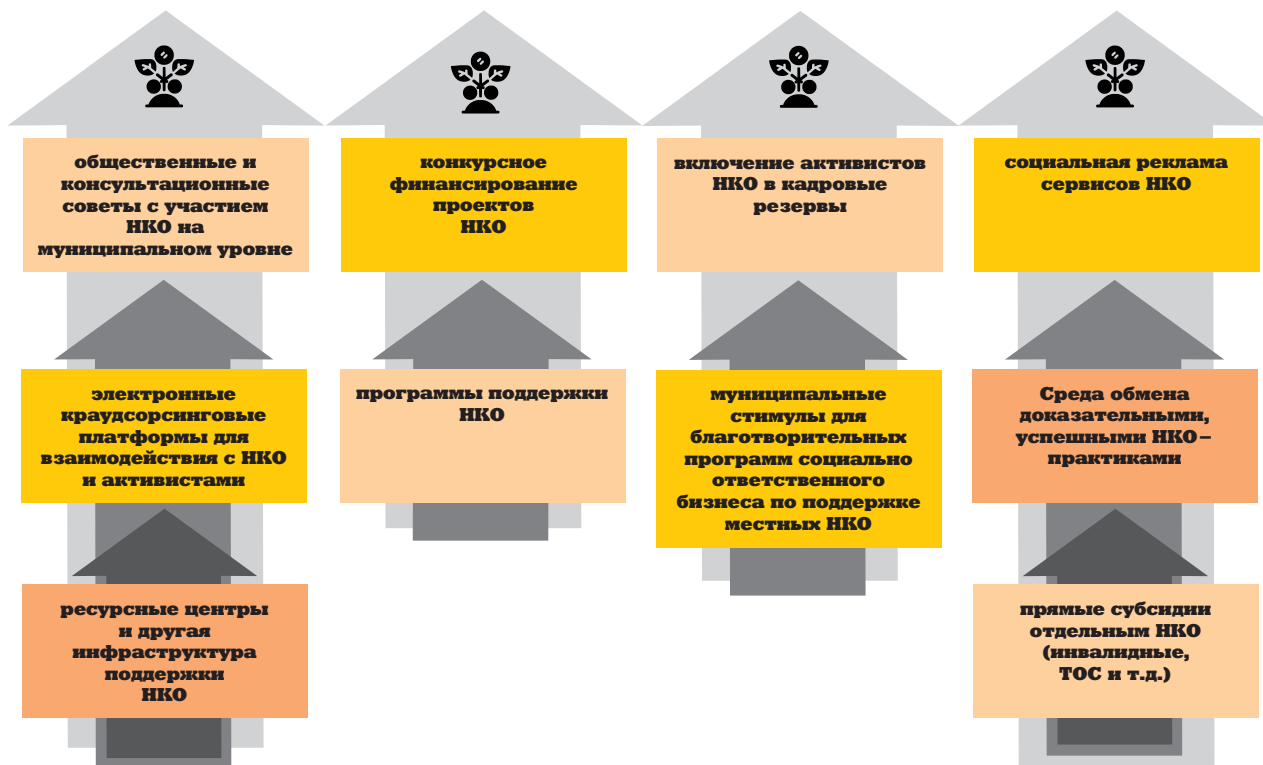 общественные и
консультационные
советы с участием
НКО на
муниципальном уровне
конкурсное
финансирование
проектов
НКО
включение активистов
НКО в кадровые
резервы
социальная реклама
сервисов НКО
электронные
краудсорсинговые
платформы для
взаимодействия с НКО
и активистами
программы поддержки
НКО
муниципальные
стимулы для
благотворительных
программ социально
ответственного
бизнеса по поддержке
местных НКО
Среда обмена
доказательными,
успешными НКО–
практиками
ресурсные центры
и другая
инфраструктура
поддержки
НКО
прямые субсидии
отдельным НКО
(инвалидные,
ТОС и т.д.)